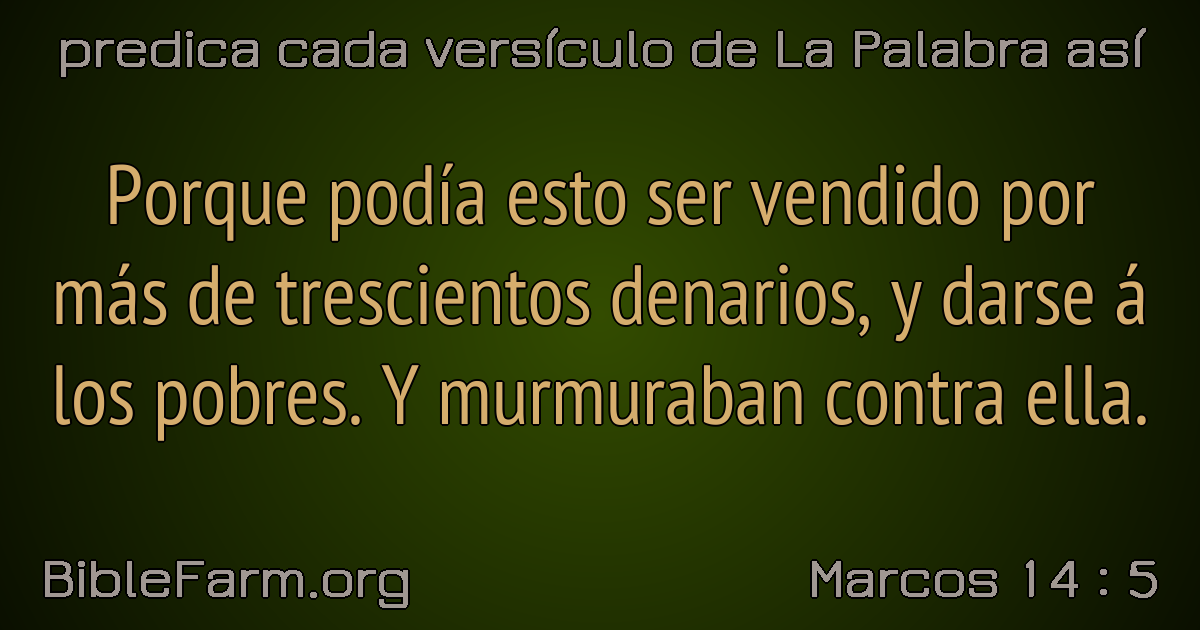 predica cada versículo de La Palabra así
Porque podía esto ser vendido por
más de trescientos denarios, y darse á
los pobres. Y murmuraban contra ella.
BibleFarm.org
Marcos 14 : 5